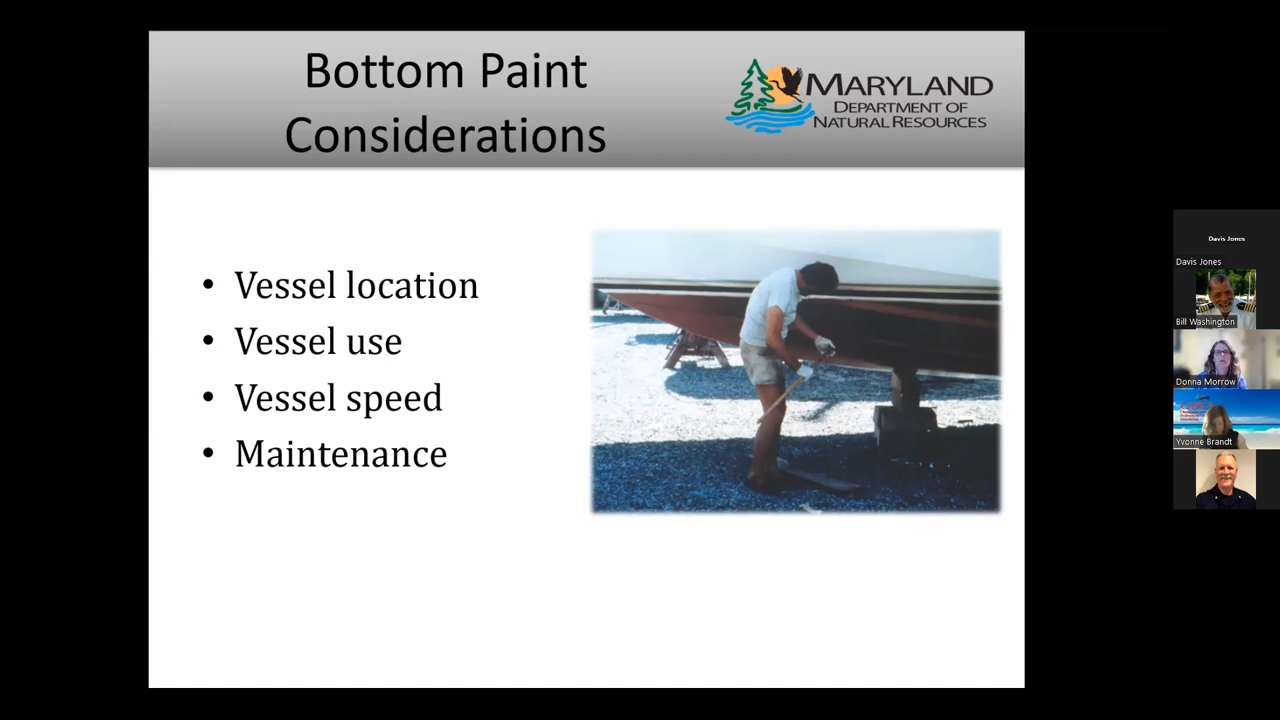 Bottom Paint
Considerations
MARYLAND
DEPARTMENT OF
NATURAL RESOURCES
• Vessel location
• Vessel use
• Vessel speed
• Maintenance
Davis Jones
Davis Jones
Bill Washington
Donna Morrow
Yvonne Brandt